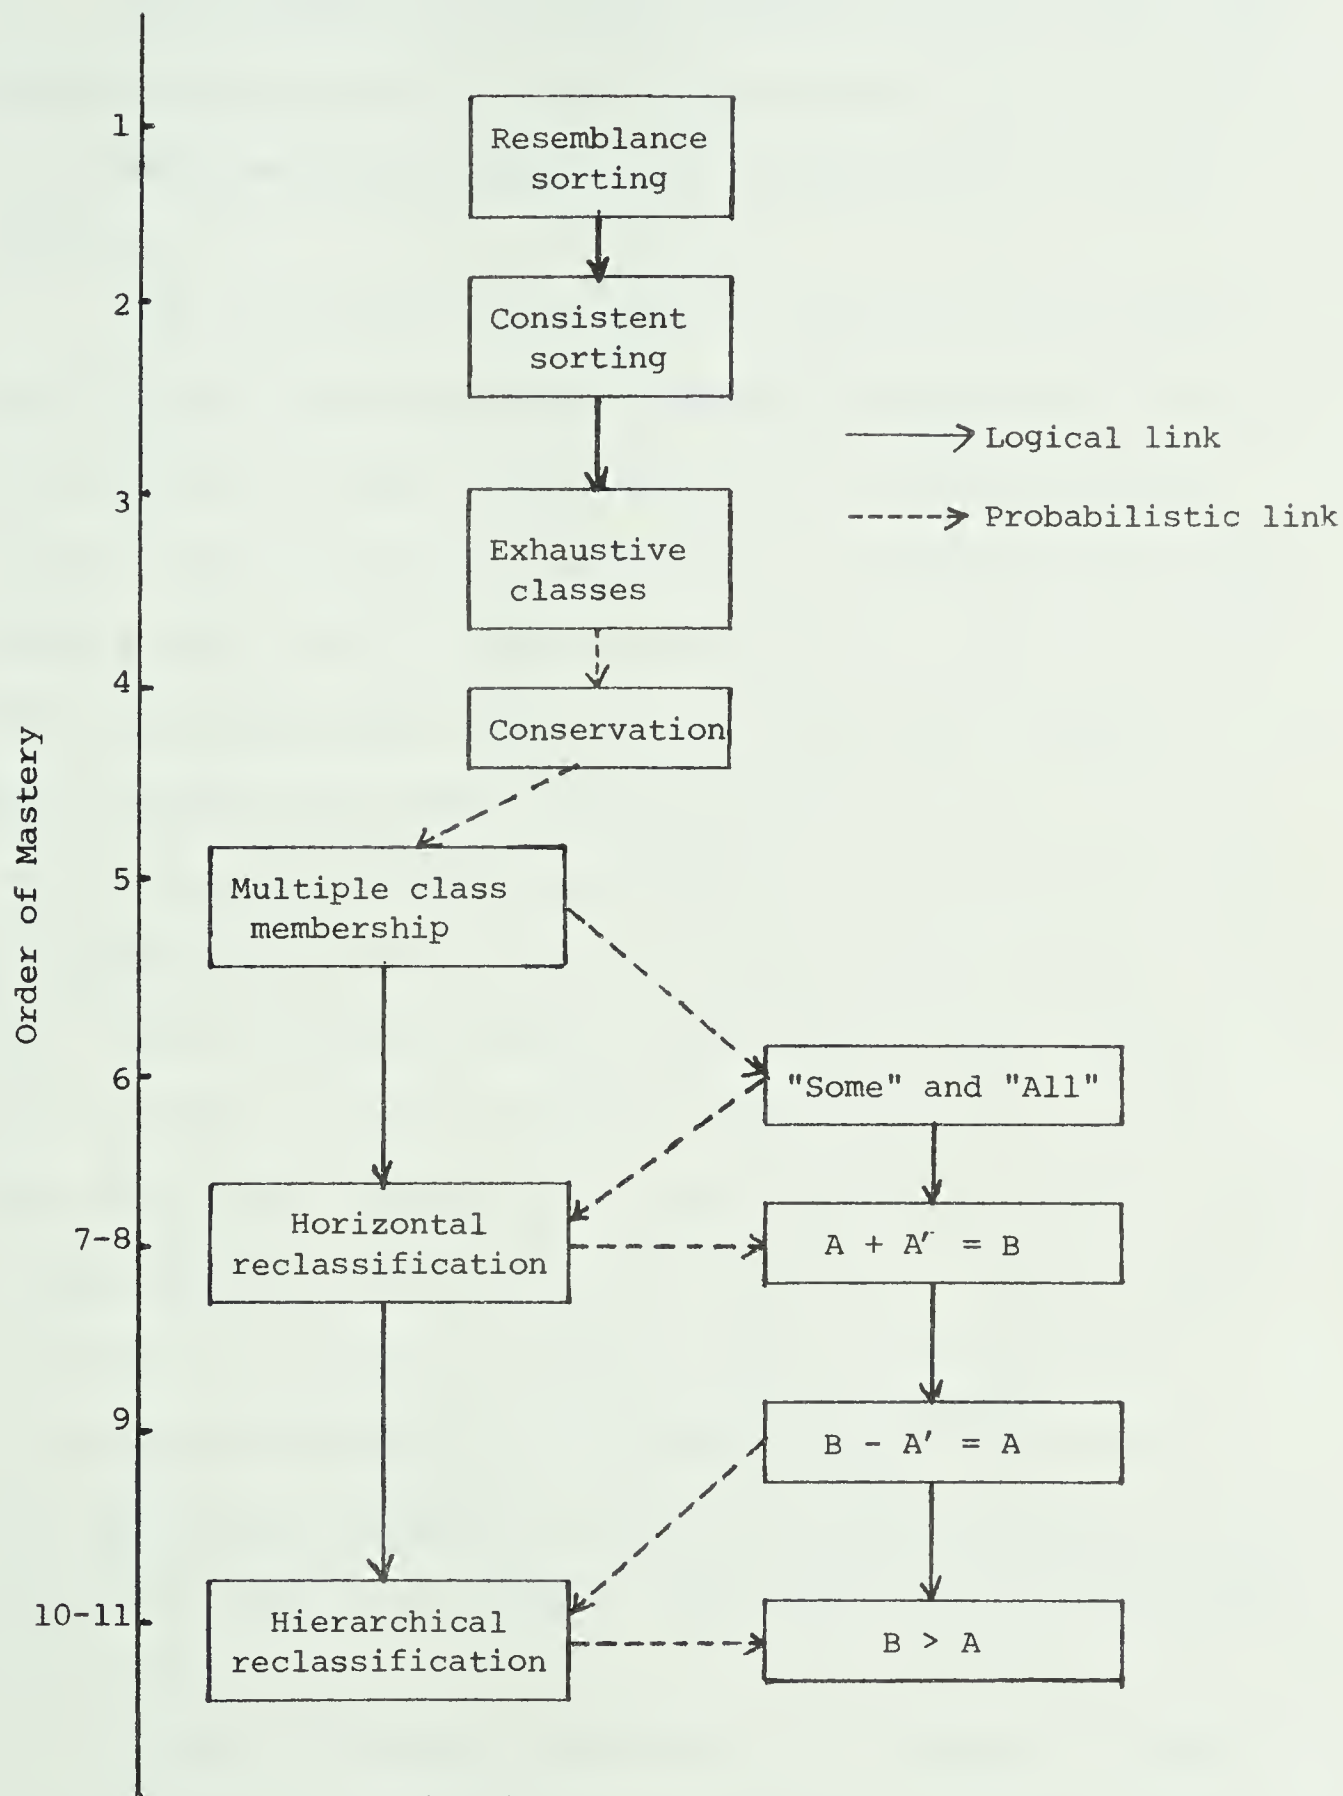 1
Resemblance
sorting
2
Consistent
sorting
Logical link
3
Probabilistic link
Exhaustive
classes
4
Conservation
Order of Mastery
5
Multiple class
membership
6
"Some" and "All"
7-8
Horizontal
reclassification
A + A' = B
9
B - A' = A
10-11
Hierarchical
reclassification
B > A